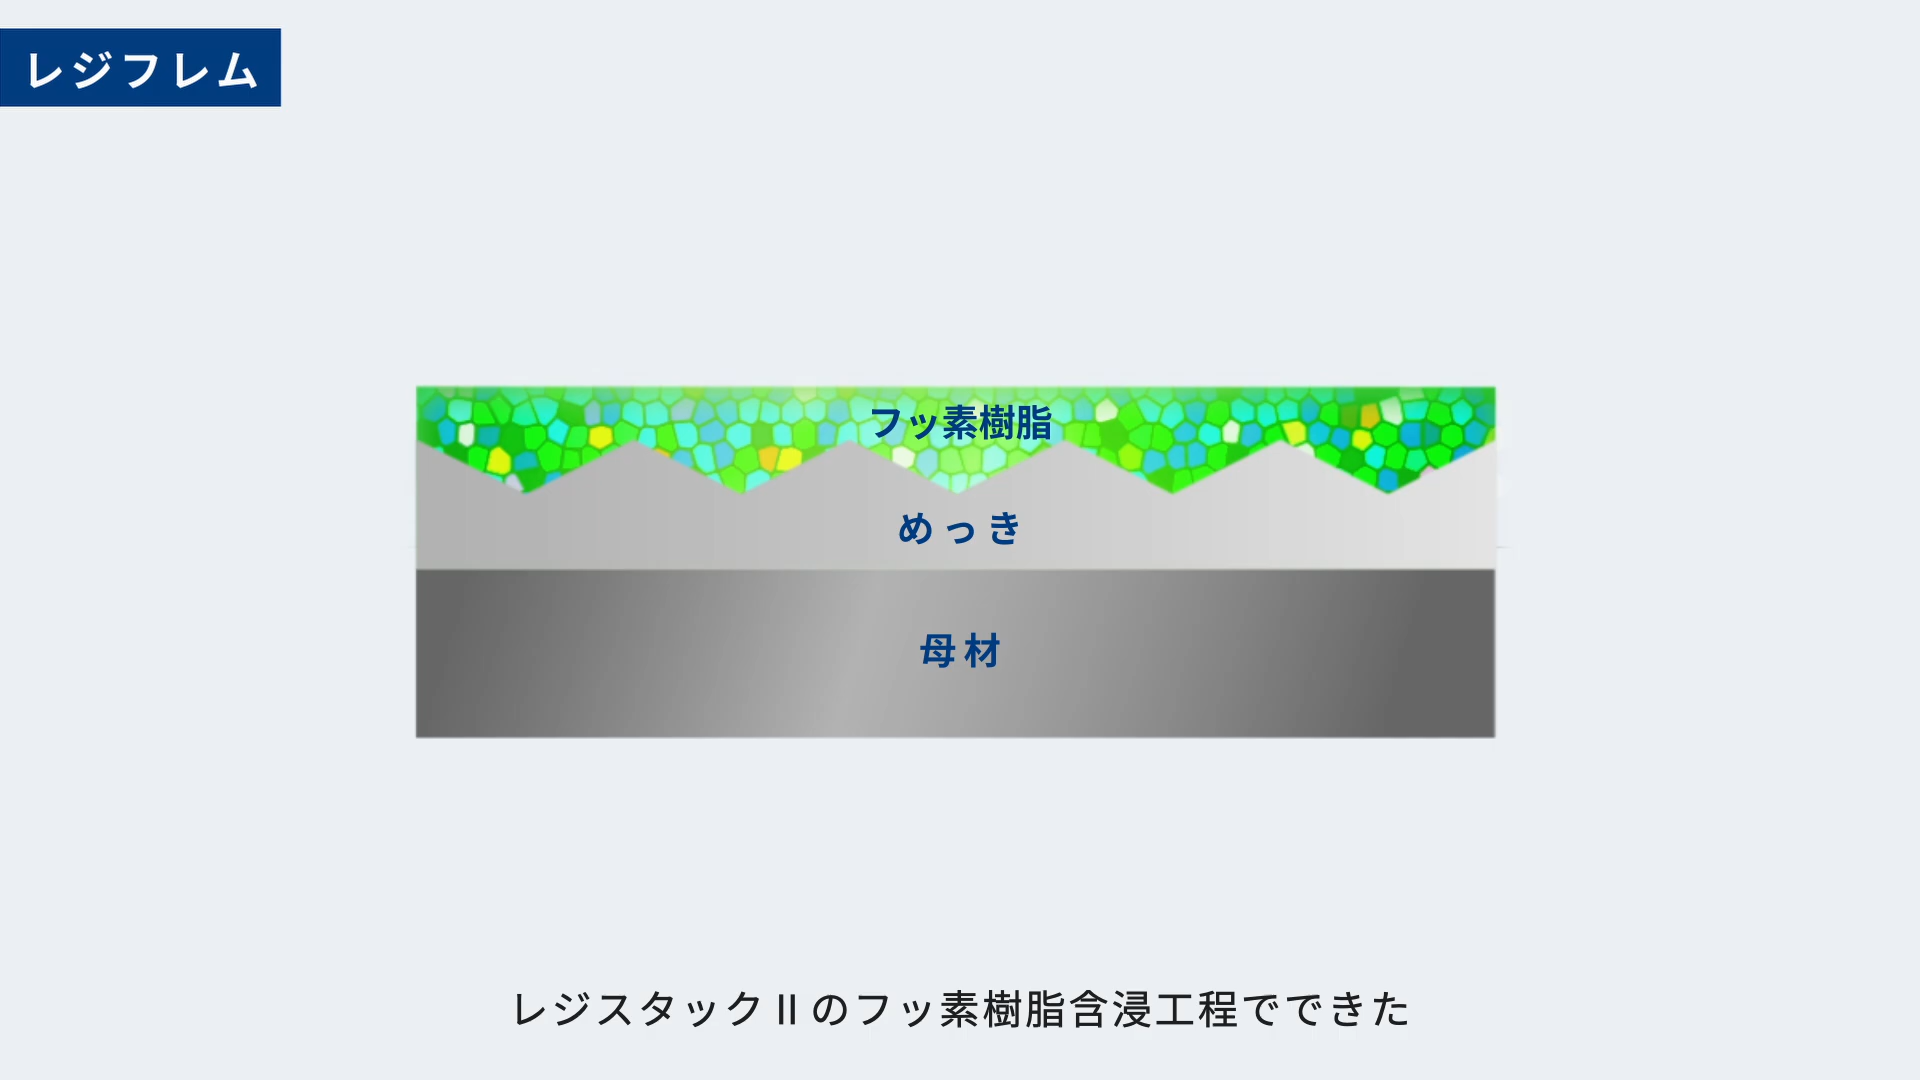 レジフレム
フッ素樹脂
めっき
母材
レジスタックⅡのフッ素樹脂含浸工程でできた